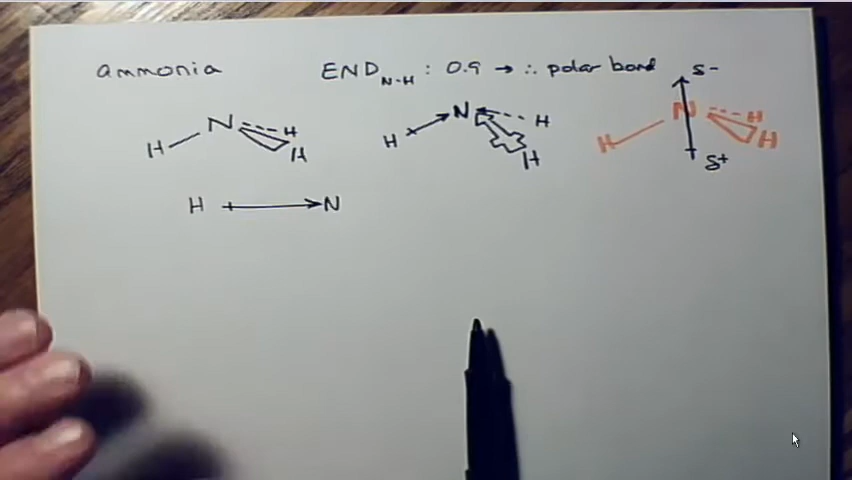 ammonia END N-H : 0.9 → ∴ polar bond
δ-
N H H H
N H H H
N H H H
δ+
H N